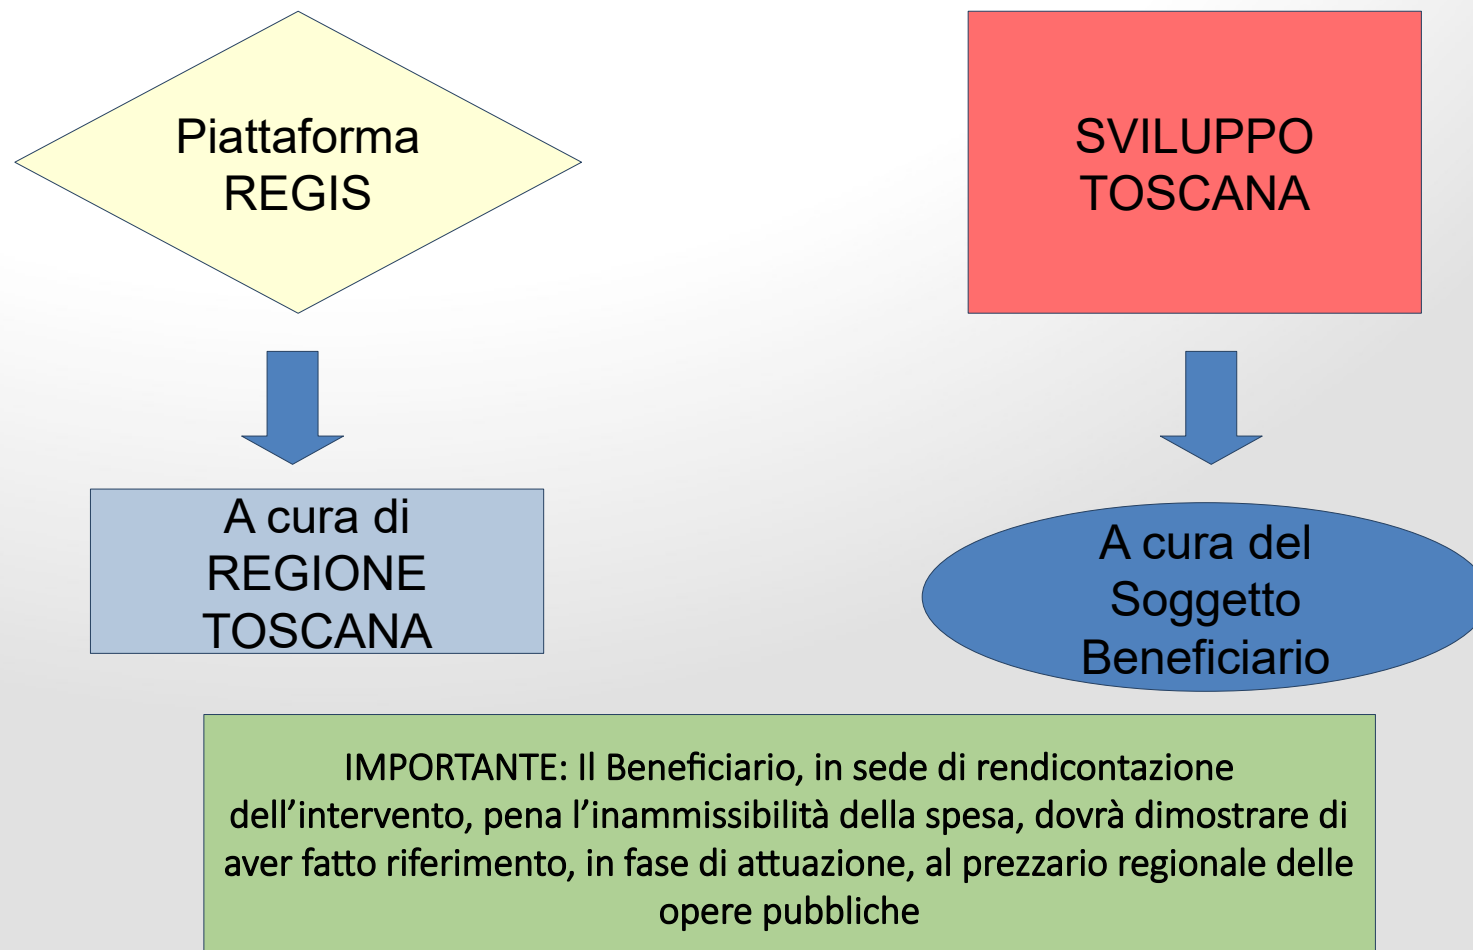 Piattaforma
REGIS
SVILUPPO
TOSCANA
A cura di
REGIONE
TOSCANA
A cura del
Soggetto
Beneficiario
IMPORTANTE: Il Beneficiario, in sede di rendicontazione
dell’intervento, pena l’inammissibilità della spesa, dovrà dimostrare di
aver fatto riferimento, in fase di attuazione, al prezzario regionale delle
opere pubbliche